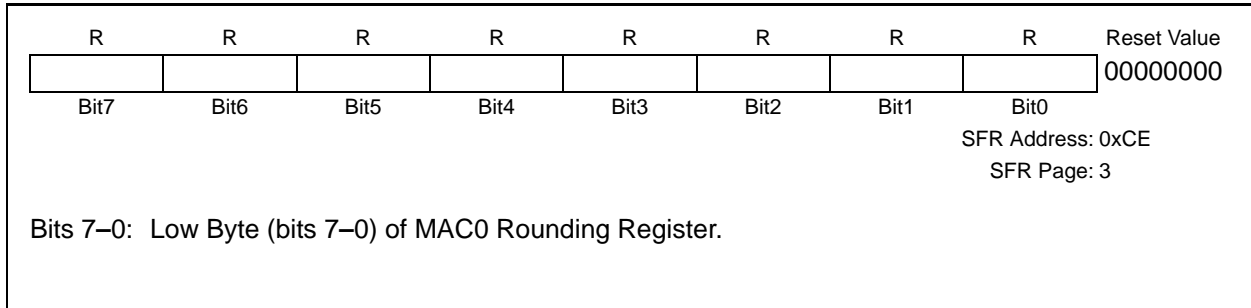 R R R R R R R R Reset Value
00000000
Bit7 Bit6 Bit5 Bit4 Bit3 Bit2 Bit1 Bit0
SFR Address: 0xCE
SFR Page: 3
Bits 7–0: Low Byte (bits 7–0) of MAC0 Rounding Register.